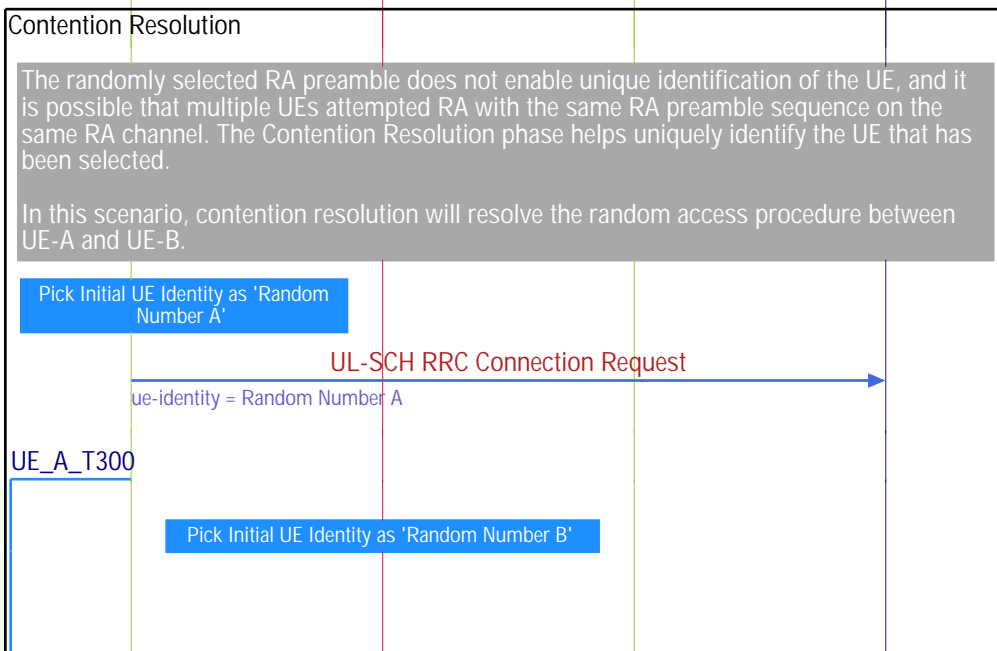 Contention Resolution
The randomly selected RA preamble does not enable unique identification of the UE, and it
is possible that multiple UEs attempted RA with the same RA preamble sequence on the
same RA channel. The Contention Resolution phase helps uniquely identify the UE that has
been selected.
In this scenario, contention resolution will resolve the random access procedure between
UE-A and UE-B.
Pick Initial UE Identity as 'Random
Number A'
UL-SCH RRC Connection Request
ue-identity = Random Number A
UE_A_T300
Pick Initial UE Identity as 'Random Number B'